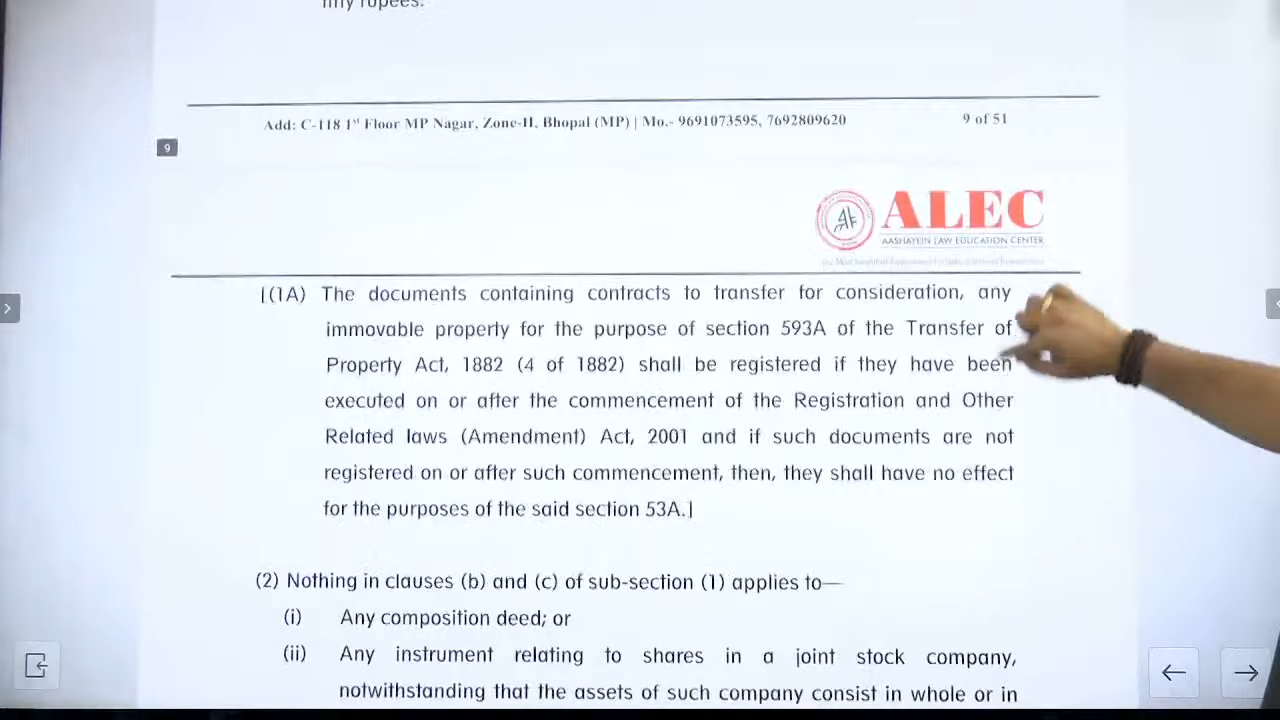 rupees.
Add: C-118 1st Floor MP Nagar, Zone-II, Bhopal (MP) | Mo.- 9691073595, 7692809620
9 of 51
9
ALEC
AASHAYEIN LAW EDUCATION CENTER
[(1A) The documents containing contracts to transfer for consideration, any
immovable property for the purpose of section 593A of the Transfer of
Property Act, 1882 (4 of 1882) shall be registered if they have been
executed on or after the commencement of the Registration and Other
Related laws (Amendment) Act, 2001 and if such documents are not
registered on or after such commencement, then, they shall have no effect
for the purposes of the said section 53A.]
(2) Nothing in clauses (b) and (c) of sub-section (1) applies to—
(i) Any composition deed; or
(ii) Any instrument relating to shares in a joint stock company,
notwithstanding that the assets of such company consist in whole or in